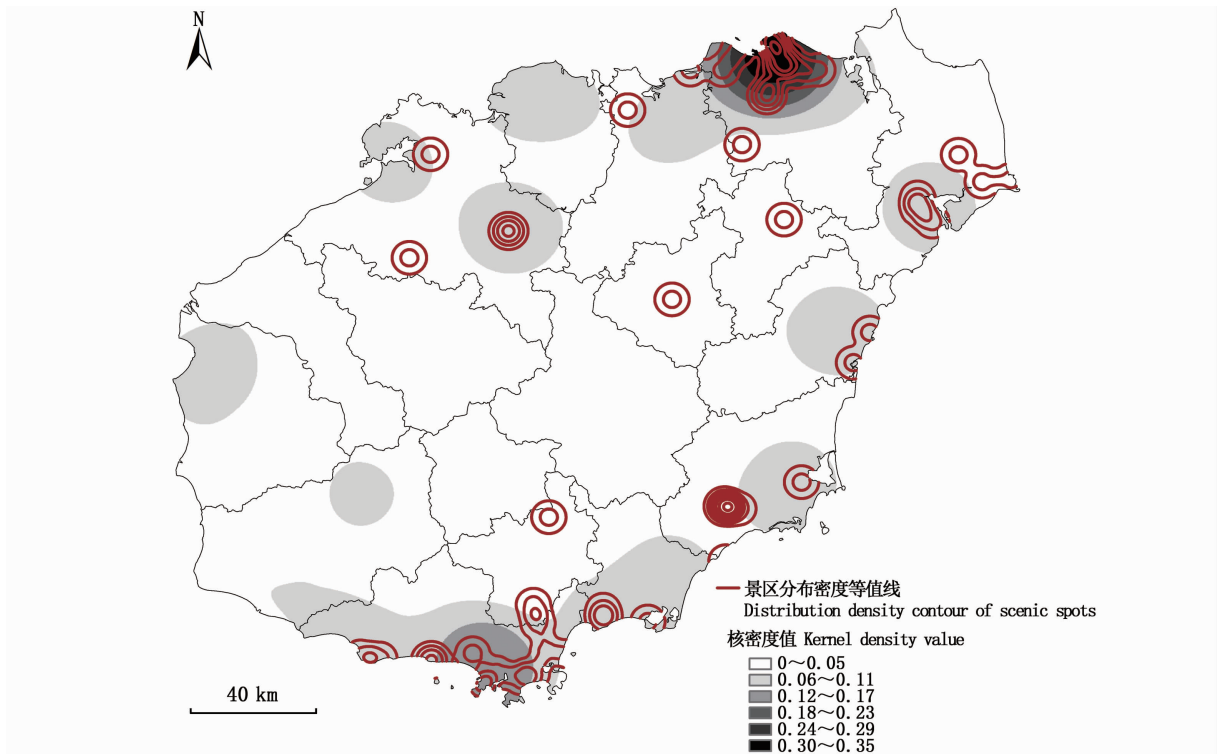 N
景区分布密度等值线
Distribution density contour of scenic spots
核密度值 Kernel density value
0～0.05
0.06～0.11
0.12～0.17
0.18～0.23
0.24～0.29
0.30～0.35
40 km